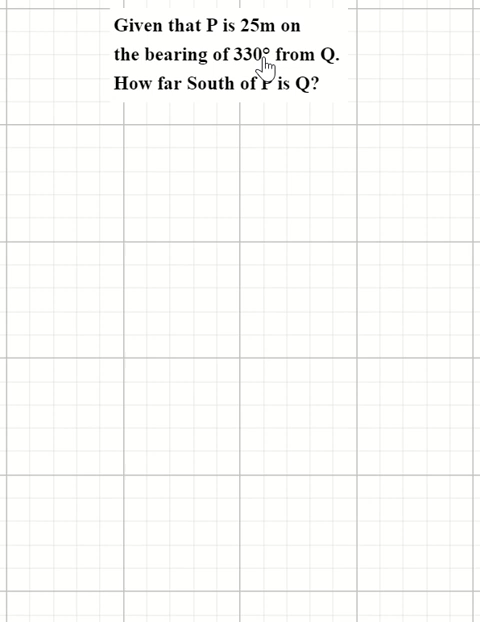 Given that P is 25m on
the bearing of 330° from Q.
How far South of P is Q?